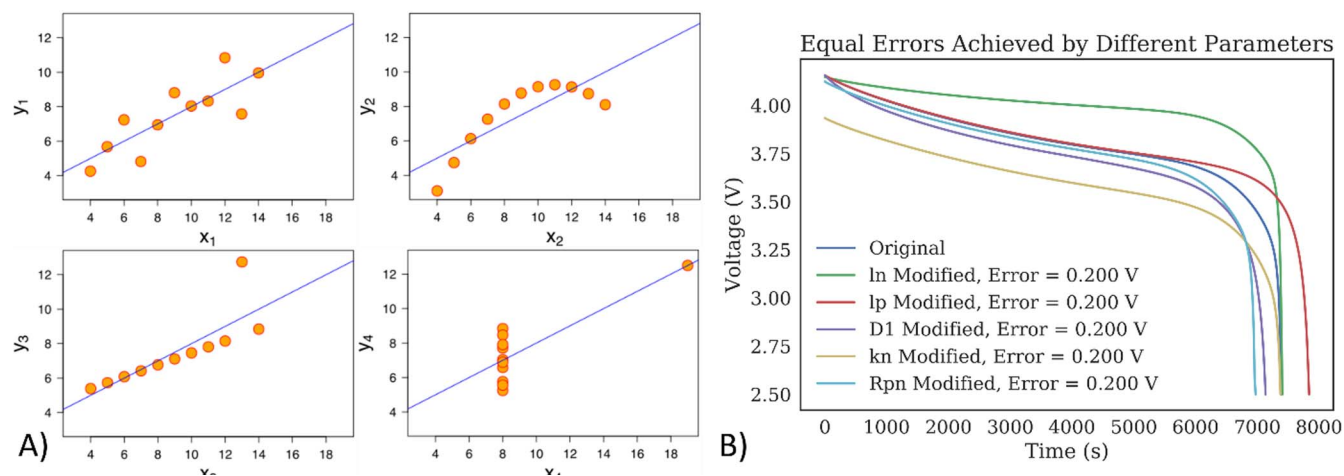 12
10
8
6
4
y1
4 6 8 10 12 14 16 18
x1
12
10
8
6
4
y2
4 6 8 10 12 14 16 18
x2
12
10
8
6
4
y3
4 6 8 10 12 14 16 18
12
10
8
6
4
y4
4 6 8 10 12 14 16 18
A)
Equal Errors Achieved by Different Parameters
4.00
3.75
3.50
3.25
3.00
2.75
2.50
Voltage (V)
Original
ln Modified, Error = 0.200 V
lp Modified, Error = 0.200 V
D1 Modified, Error = 0.200 V
kn Modified, Error = 0.200 V
Rpn Modified, Error = 0.200 V
0 1000 2000 3000 4000 5000 6000 7000 8000
Time (s)
B)